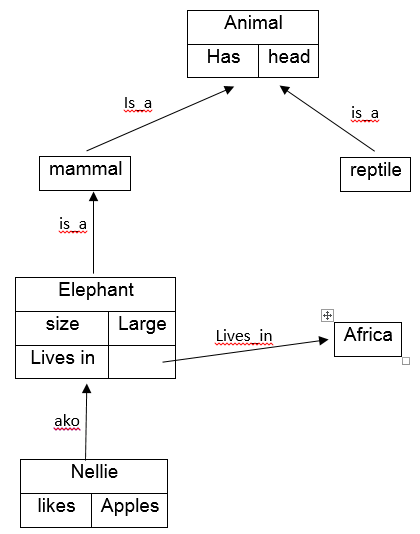 Animal
Has head
Is_a
is_a
mammal
reptile
is_a
Elephant
size Large
Lives in
Lives_in
Africa
ako
Nellie
likes Apples